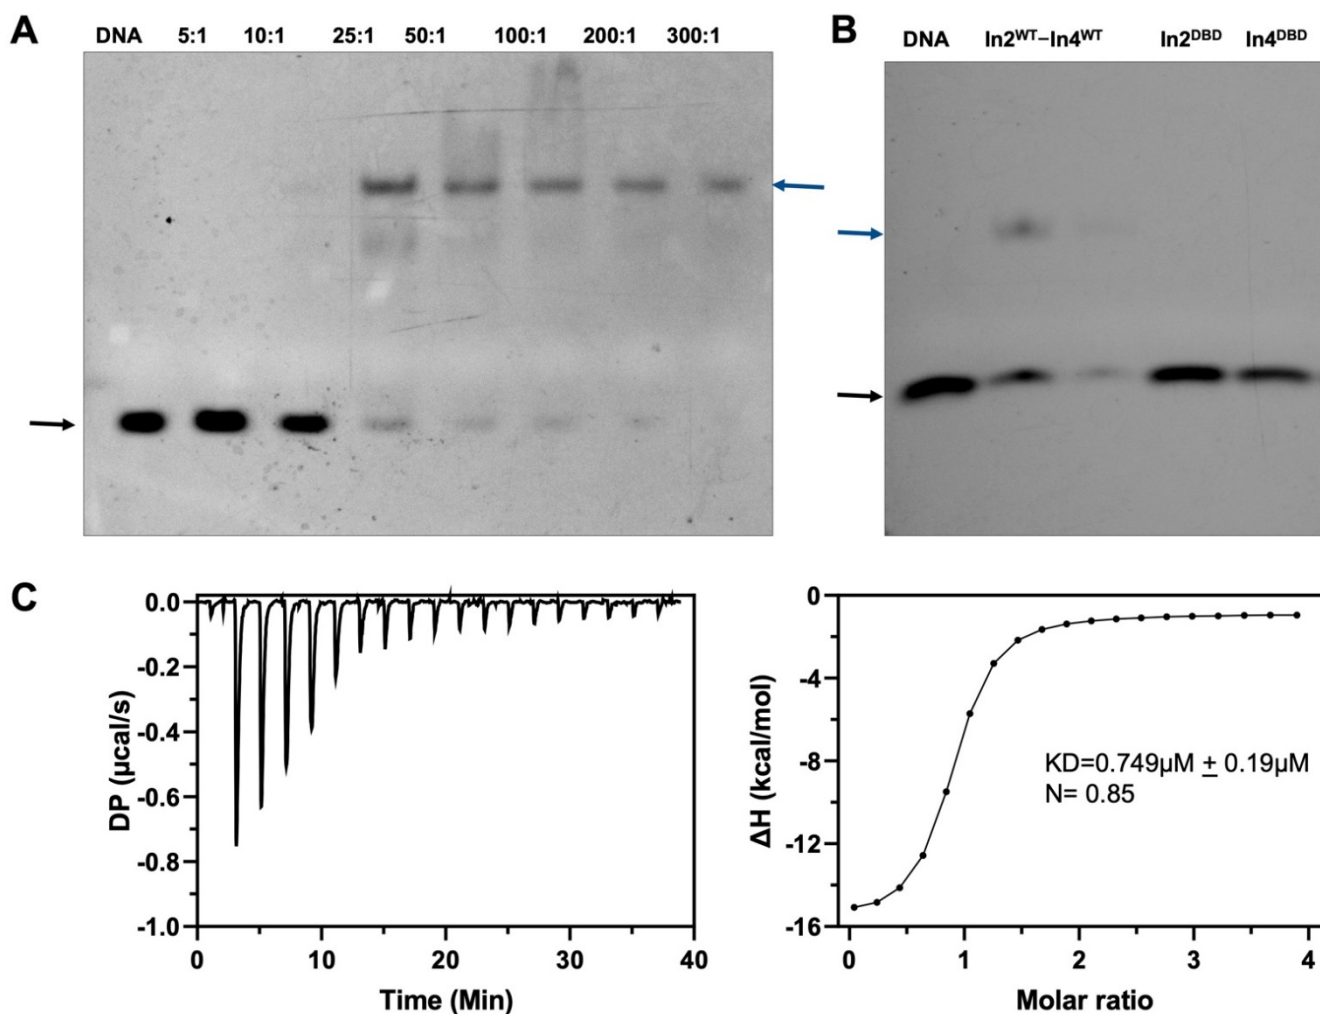 A
DNA 5:1 10:1 25:1 50:1 100:1 200:1 300:1
B
DNA In2ᵂᵀ–In4ᵂᵀ In2ᴰᴮᴰ In4ᴰᴮᴰ
C
0.0
-0.2
-0.4
-0.6
-0.8
-1.0
DP (µcal/s)
0 10 20 30 40
Time (Min)
0
-4
-8
-12
-16
ΔH (kcal/mol)
KD=0.749µM ± 0.19µM
N= 0.85
0 1 2 3 4
Molar ratio